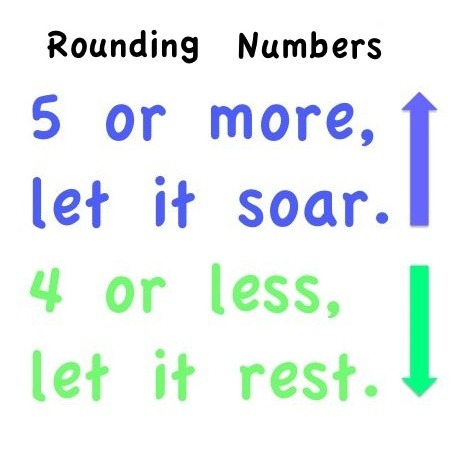 Rounding Numbers
5 or more,
let it soar.
4 or less,
let it rest.